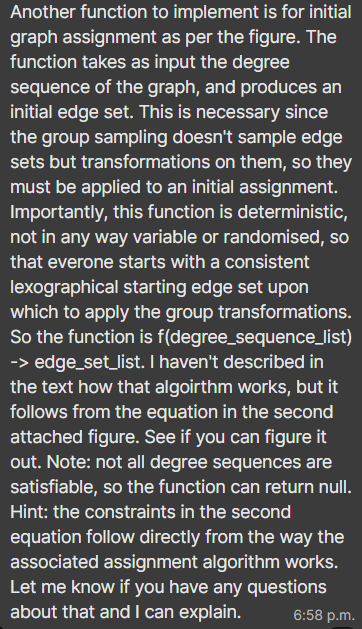 Another function to implement is for initial
graph assignment as per the figure. The
function takes as input the degree
sequence of the graph, and produces an
initial edge set. This is necessary since
the group sampling doesn't sample edge
sets but transformations on them, so they
must be applied to an initial assignment.
Importantly, this function is deterministic,
not in any way variable or randomised, so
that everone starts with a consistent
lexographical starting edge set upon
which to apply the group transformations.
So the function is f(degree_sequence_list)
-> edge_set_list. I haven't described in
the text how that algoirthm works, but it
follows from the equation in the second
attached figure. See if you can figure it
out. Note: not all degree sequences are
satisfiable, so the function can return null.
Hint: the constraints in the second
equation follow directly from the way the
associated assignment algorithm works.
Let me know if you have any questions
about that and I can explain.
6:58 p.m.